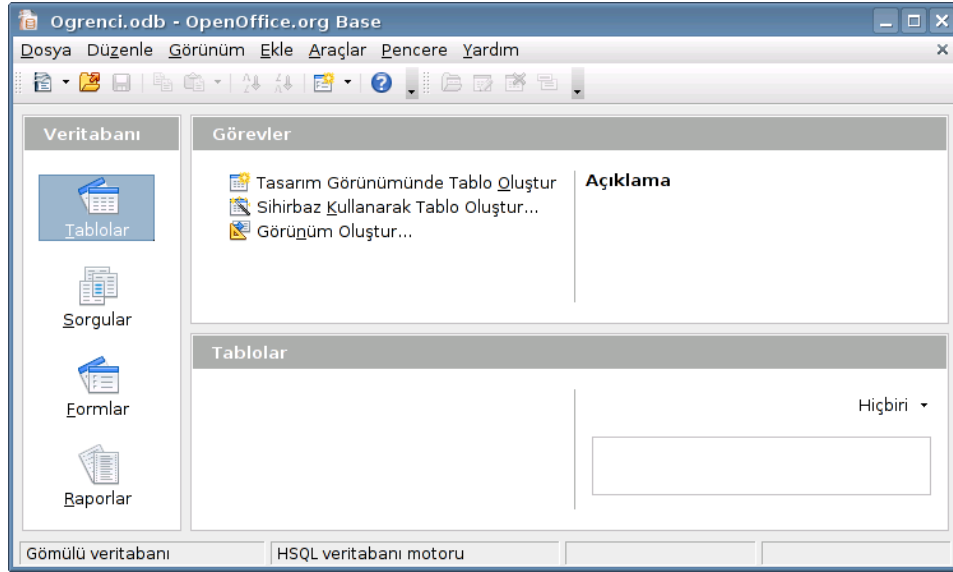 Ogrenci.odb - OpenOffice.org Base
Dosya Düzenle Görünüm Ekle Araçlar Pencere Yardım
Veritabanı
Tablolar
Sorgular
Formlar
Raporlar
Görevler
Tasarım Görünümünde Tablo Oluştur
Sihirbaz Kullanarak Tablo Oluştur...
Görünüm Oluştur...
Açıklama
Tablolar
Hiçbiri
Gömülü veritabanı
HSQL veritabanı motoru